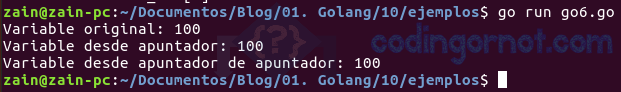 zain@zain-pc:~/Documentos/Blog/01. Golang/10/ejemplos$ go run go6.go
Variable original: 100
Variable desde apuntador: 100
Variable desde apuntador de apuntador: 100
zain@zain-pc:~/Documentos/Blog/01. Golang/10/ejemplos$
{?}
codingornot.com